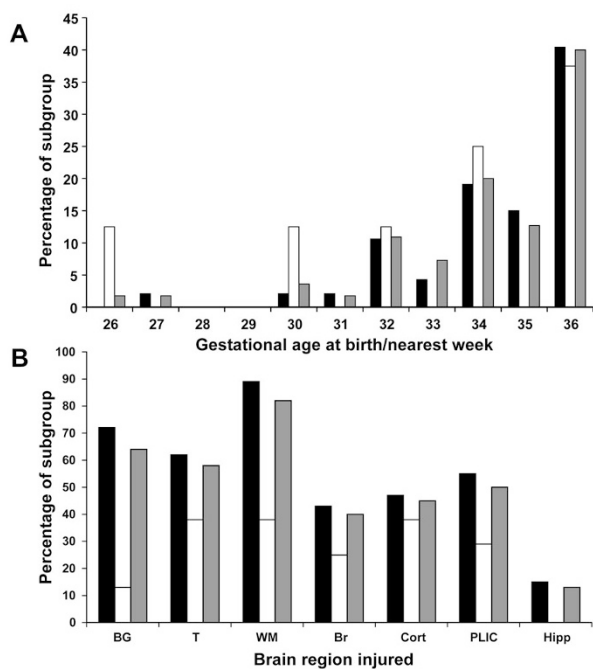 A
Percentage of subgroup
45
40
35
30
25
20
15
10
5
0
26 27 28 29 30 31 32 33 34 35 36
Gestational age at birth/nearest week
B
Percentage of subgroup
100
90
80
70
60
50
40
30
20
10
0
BG T WM Br Cort PLIC Hipp
Brain region injured